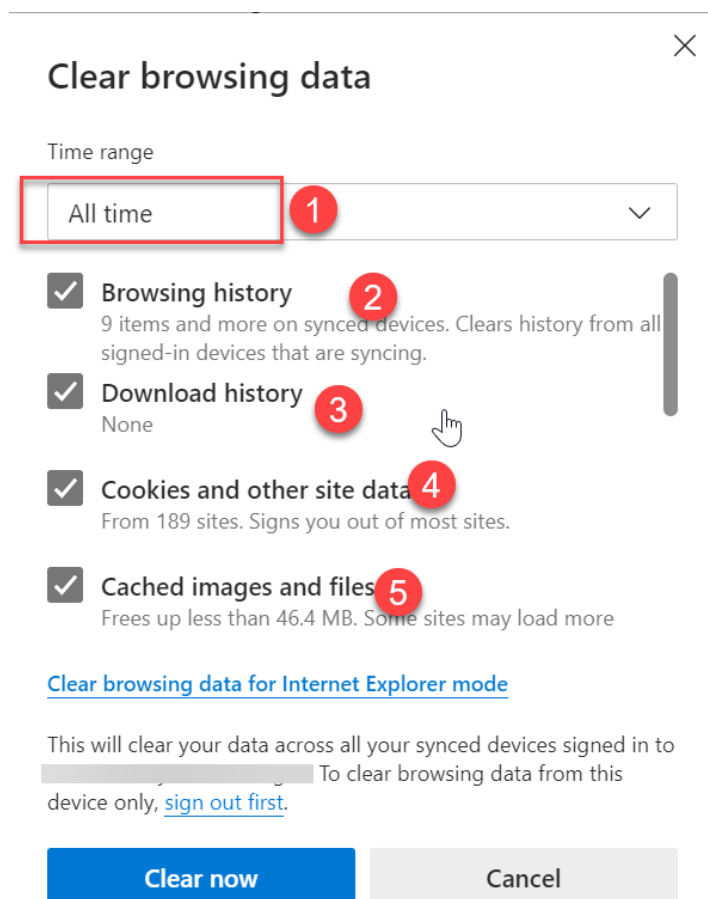 Clear browsing data
Time range
All time
1
Browsing history
2
9 items and more on synced devices. Clears history from all
signed-in devices that are syncing.
Download history
3
None
Cookies and other site data
4
From 189 sites. Signs you out of most sites.
Cached images and files
5
Frees up less than 46.4 MB. Some sites may load more
Clear browsing data for Internet Explorer mode
This will clear your data across all your synced devices signed in to
To clear browsing data from this
device only, sign out first.
Clear now
Cancel